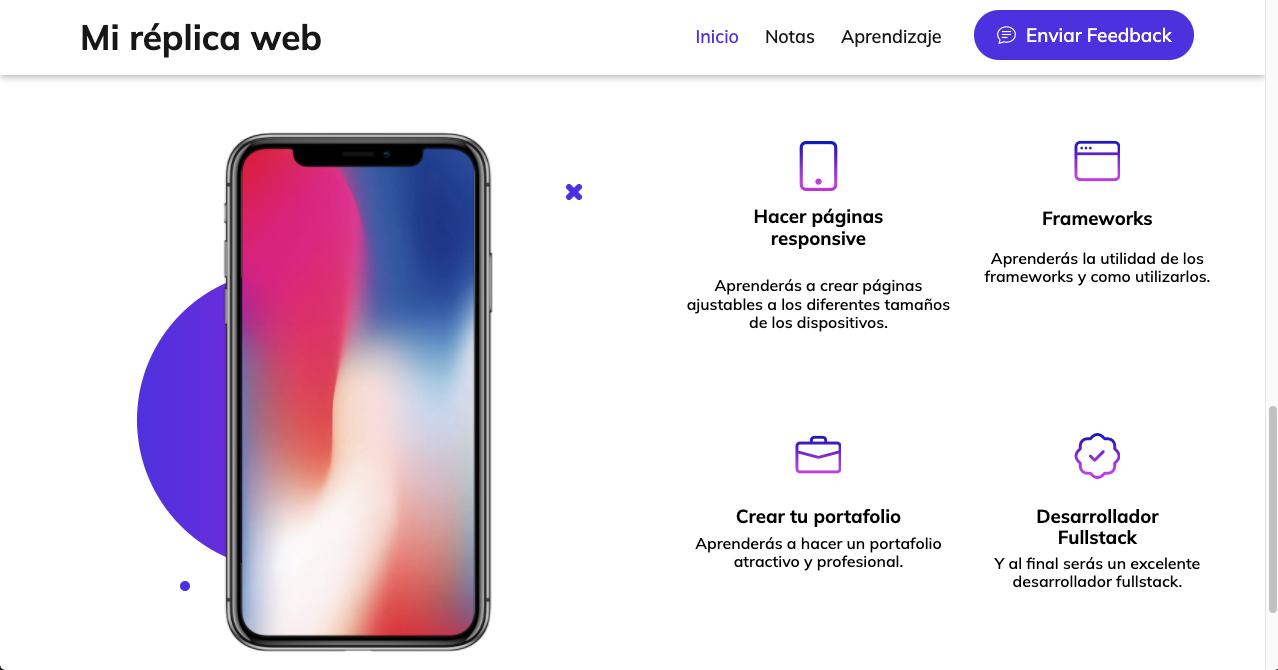 Mi réplica web
Inicio
Notas
Aprendizaje
Enviar Feedback
Hacer páginas
responsive
Aprenderás a crear páginas
ajustables a los diferentes tamaños
de los dispositivos.
Frameworks
Aprenderás la utilidad de los
frameworks y como utilizarlos.
Crear tu portafolio
Aprenderás a hacer un portafolio
atractivo y profesional.
Desarrollador
Fullstack
Y al final serás un excelente
desarrollador fullstack.